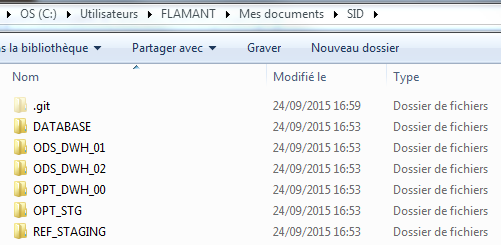 OS (C:) Utilisateurs FLAMANT Mes documents SID
s la bibliothèque Partager avec Graver Nouveau dossier
Nom Modifié le Type
.git 24/09/2015 16:59 Dossier de fichiers
DATABASE 24/09/2015 16:53 Dossier de fichiers
ODS_DWH_01 24/09/2015 16:53 Dossier de fichiers
ODS_DWH_02 24/09/2015 16:53 Dossier de fichiers
OPT_DWH_00 24/09/2015 16:53 Dossier de fichiers
OPT_STG 24/09/2015 16:53 Dossier de fichiers
REF_STAGING 24/09/2015 16:53 Dossier de fichiers